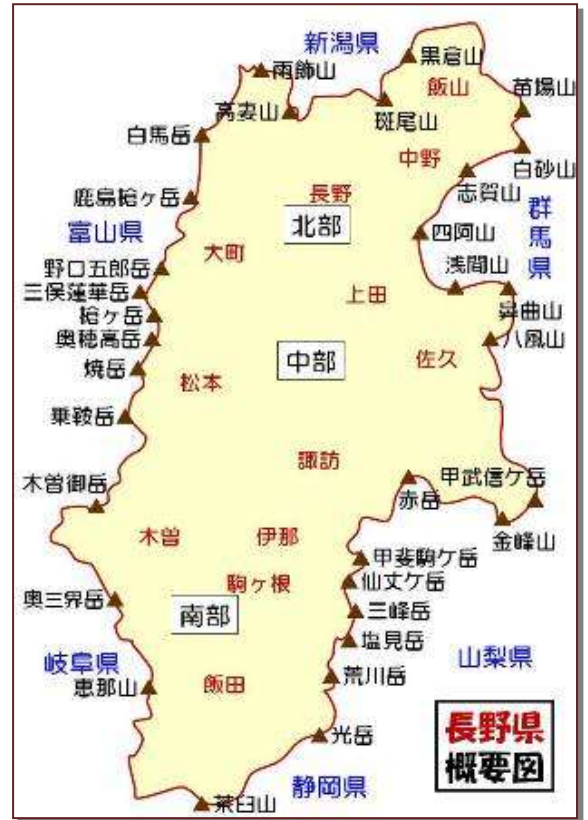 新潟県
黒倉山
雨飾山
飯山
苗場山
高妻山
斑尾山
白馬岳
中野
白砂山
志賀山
鹿島槍ヶ岳
長野
群馬県
富山県
北部
四阿山
大町
野口五郎岳
浅間山
三俣蓮華岳
上田
槍ヶ岳
鼻曲山
奥穂高岳
八風山
焼岳
中部
佐久
松本
乗鞍岳
諏訪
木曽御岳
赤岳
甲武信ケ岳
木曽
伊那
金峰山
甲斐駒ケ岳
駒ヶ根
仙丈ケ岳
奥三界岳
南部
三峰岳
塩見岳
岐阜県
山梨県
恵那山
飯田
荒川岳
光岳
長野県
概要図
静岡県
茶臼山